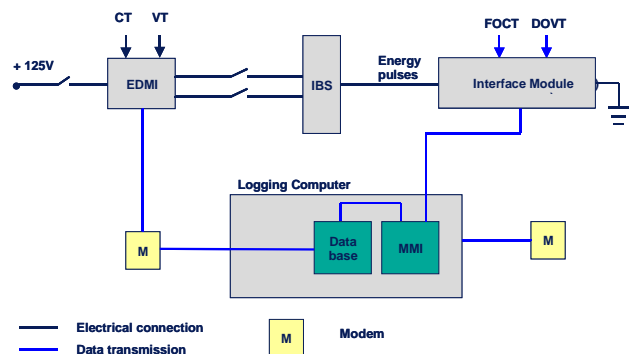 CT VT
FOCT DOVT
+ 125V
EDMI
IBS
Energy
pulses
Interface Module
Logging Computer
M
Data
base
MMI
M
Electrical connection
M
Modem
Data transmission